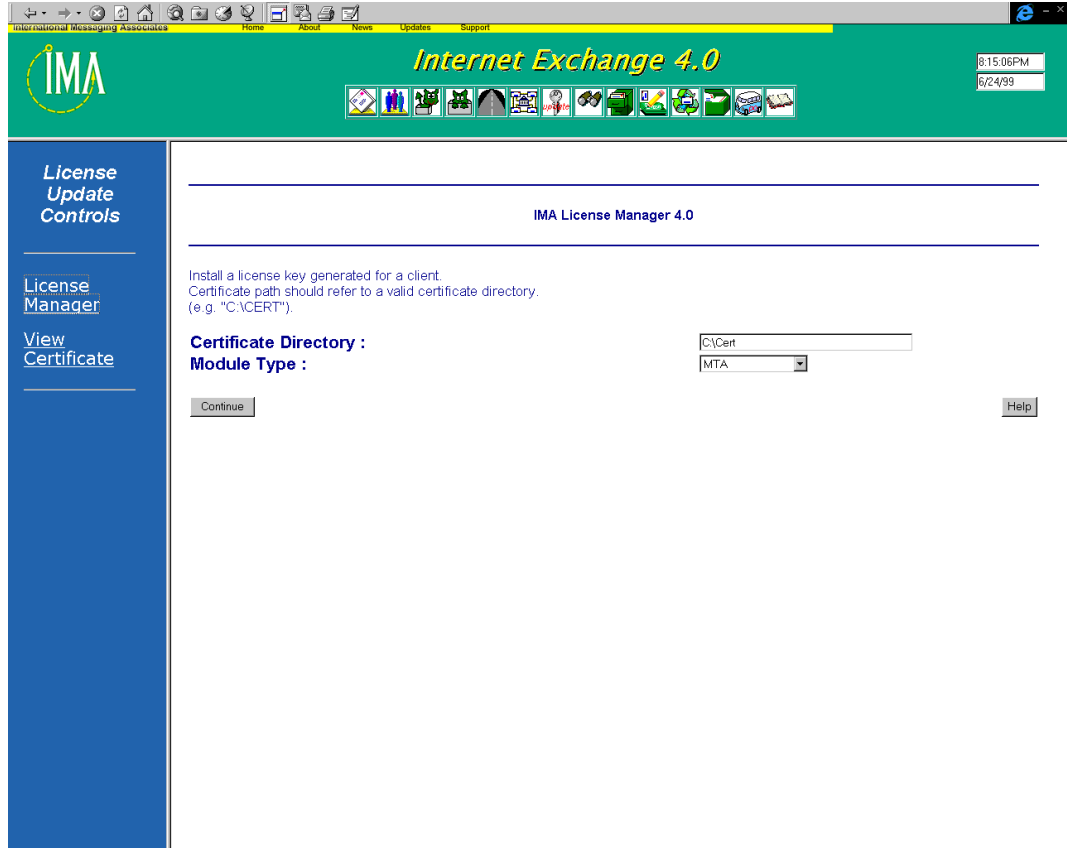 International Messaging Associates Home About News Updates Support
IMA
Internet Exchange 4.0
8:15:06PM
6/24/99
update
License
Update
Controls
License
Manager
View
Certificate
IMA License Manager 4.0
Install a license key generated for a client.
Certificate path should refer to a valid certificate directory.
(e.g. "C:\CERT").
Certificate Directory : C:\Cert
Module Type : MTA
Continue Help